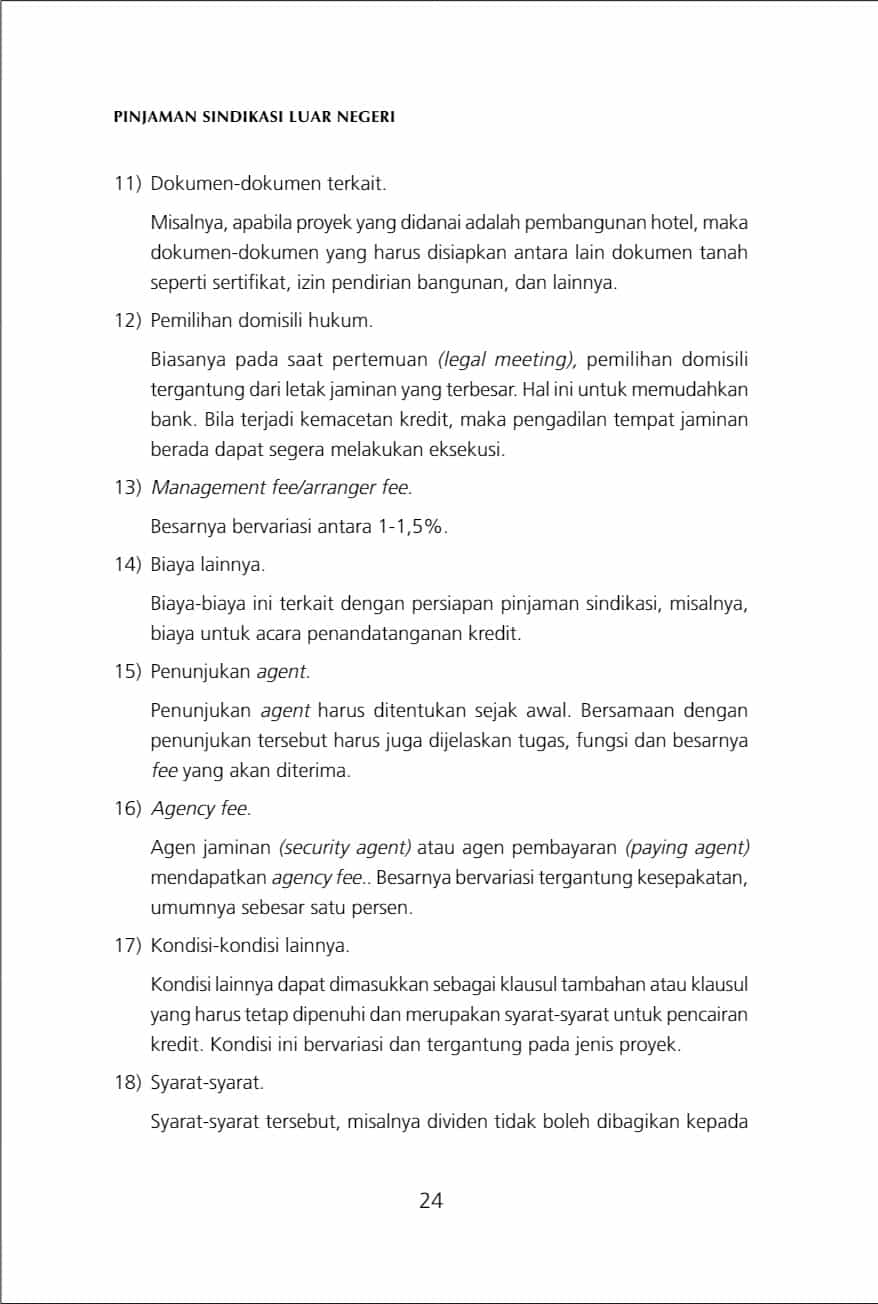 PINJAMAN SINDIKASI LUAR NEGERI
11) Dokumen-dokumen terkait.
Misalnya, apabila proyek yang didanai adalah pembangunan hotel, maka
dokumen-dokumen yang harus disiapkan antara lain dokumen tanah
seperti sertifikat, izin pendirian bangunan, dan lainnya.
12) Pemilihan domisili hukum.
Biasanya pada saat pertemuan (legal meeting), pemilihan domisili
tergantung dari letak jaminan yang terbesar. Hal ini untuk memudahkan
bank. Bila terjadi kemacetan kredit, maka pengadilan tempat jaminan
berada dapat segera melakukan eksekusi.
13) Management fee/arranger fee.
Besarnya bervariasi antara 1-1,5%.
14) Biaya lainnya.
Biaya-biaya ini terkait dengan persiapan pinjaman sindikasi, misalnya,
biaya untuk acara penandatanganan kredit.
15) Penunjukan agent.
Penunjukan agent harus ditentukan sejak awal. Bersamaan dengan
penunjukan tersebut harus juga dijelaskan tugas, fungsi dan besarnya
fee yang akan diterima.
16) Agency fee.
Agen jaminan (security agent) atau agen pembayaran (paying agent)
mendapatkan agency fee.. Besarnya bervariasi tergantung kesepakatan,
umumnya sebesar satu persen.
17) Kondisi-kondisi lainnya.
Kondisi lainnya dapat dimasukkan sebagai klausul tambahan atau klausul
yang harus tetap dipenuhi dan merupakan syarat-syarat untuk pencairan
kredit. Kondisi ini bervariasi dan tergantung pada jenis proyek.
18) Syarat-syarat.
Syarat-syarat tersebut, misalnya dividen tidak boleh dibagikan kepada
24